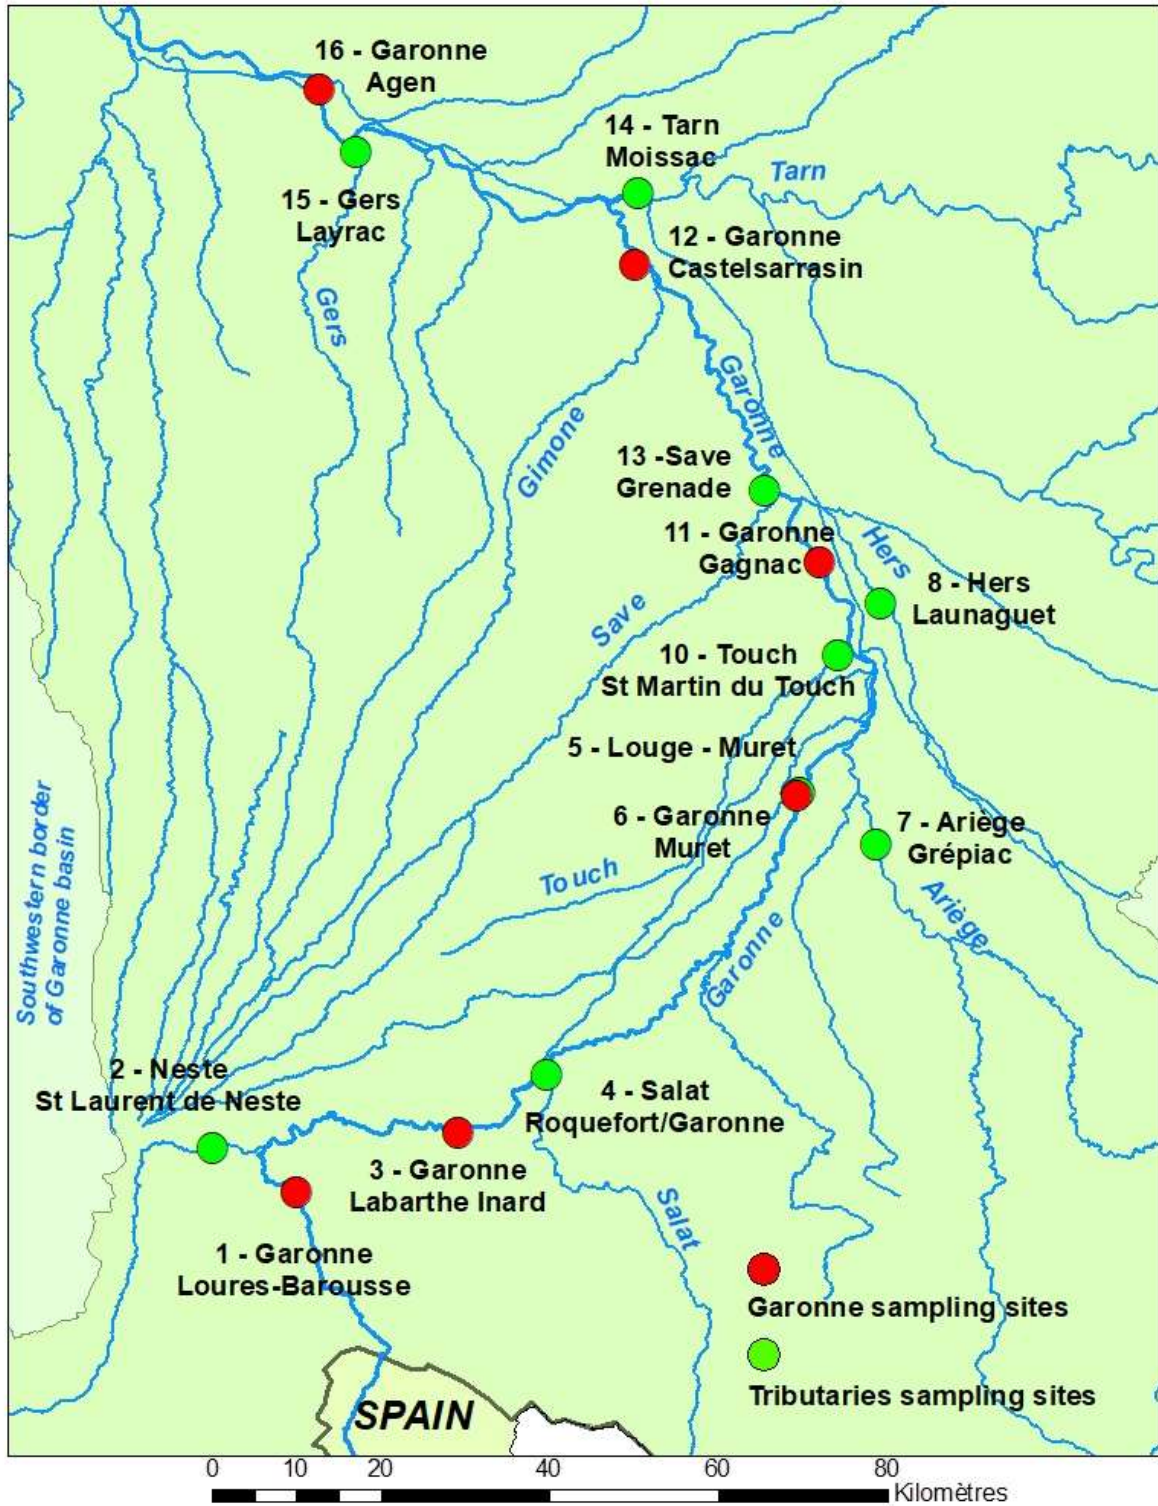 16 - Garonne
Agen
14 - Tarn
Moissac
Tarn
15 - Gers
Layrac
12 - Garonne
Castelsarrasin
Gers
Garonne
Gimone
13 -Save
Grenade
11 - Garonne
Gagnac
Hers
8 - Hers
Launaguet
Save
10 - Touch
St Martin du Touch
5 - Louge - Muret
6 - Garonne
Muret
7 - Ariège
Grépiac
Touch
Ariège
Garonne
Southwestern border
of Garonne basin
2 - Neste
St Laurent de Neste
4 - Salat
Roquefort/Garonne
3 - Garonne
Labarthe Inard
Salat
1 - Garonne
Loures-Barousse
Garonne sampling sites
Tributaries sampling sites
SPAIN
0 10 20 40 60 80
Kilomètres